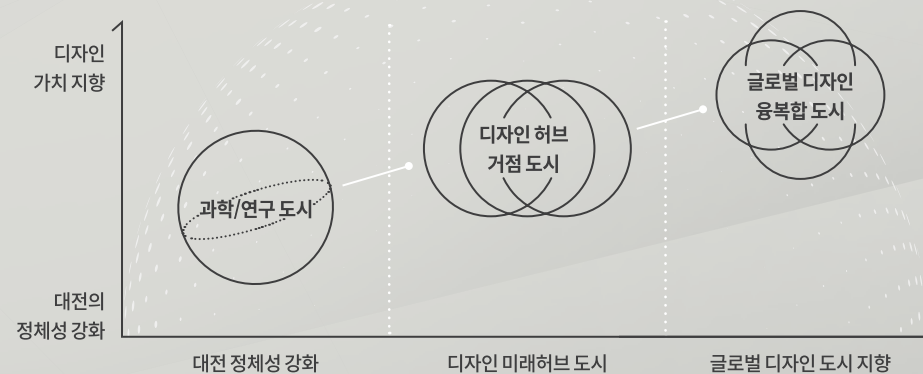 디자인
가치 지향
대전의
정체성 강화
과학/연구 도시
디자인 허브
거점 도시
글로벌 디자인
융복합 도시
대전 정체성 강화
디자인 미래허브 도시
글로벌 디자인 도시 지향